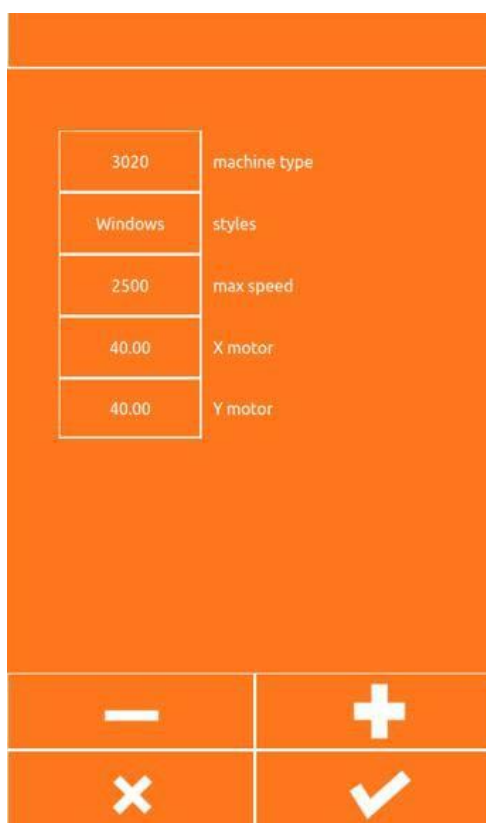 3020 machine type
Windows styles
2500 max speed
40.00 X motor
40.00 Y motor